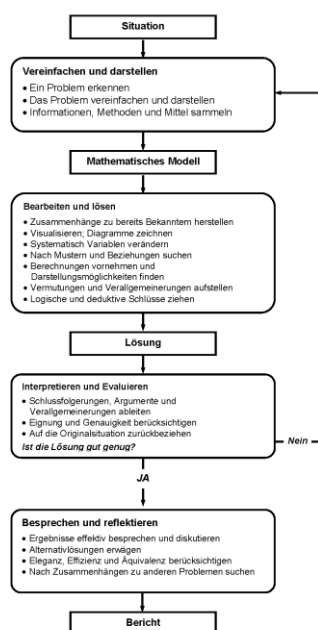 Situation
Vereinfachen und darstellen
• Ein Problem erkennen
• Das Problem vereinfachen und darstellen
• Informationen, Methoden und Mittel sammeln
Mathematisches Modell
Bearbeiten und lösen
• Zusammenhänge zu bereits Bekanntem herstellen
• Visualisieren; Diagramme zeichnen
• Systematisch Variablen verändern
• Nach Mustern und Beziehungen suchen
• Berechnungen vornehmen und
Darstellungsmöglichkeiten finden
• Vermutungen und Verallgemeinerungen aufstellen
• Logische und deduktive Schlüsse ziehen
Lösung
Interpretieren und Evaluieren
• Schlussfolgerungen, Argumente und
Verallgemeinerungen ableiten
• Eignung und Genauigkeit berücksichtigen
• Auf die Originalsituation zurückbeziehen
Ist die Lösung gut genug?
Nein
JA
Besprechen und reflektieren
• Ergebnisse effektiv besprechen und diskutieren
• Alternativlösungen erwägen
• Eleganz, Effizienz und Äquivalenz berücksichtigen
• Nach Zusammenhängen zu anderen Problemen suchen
Bericht